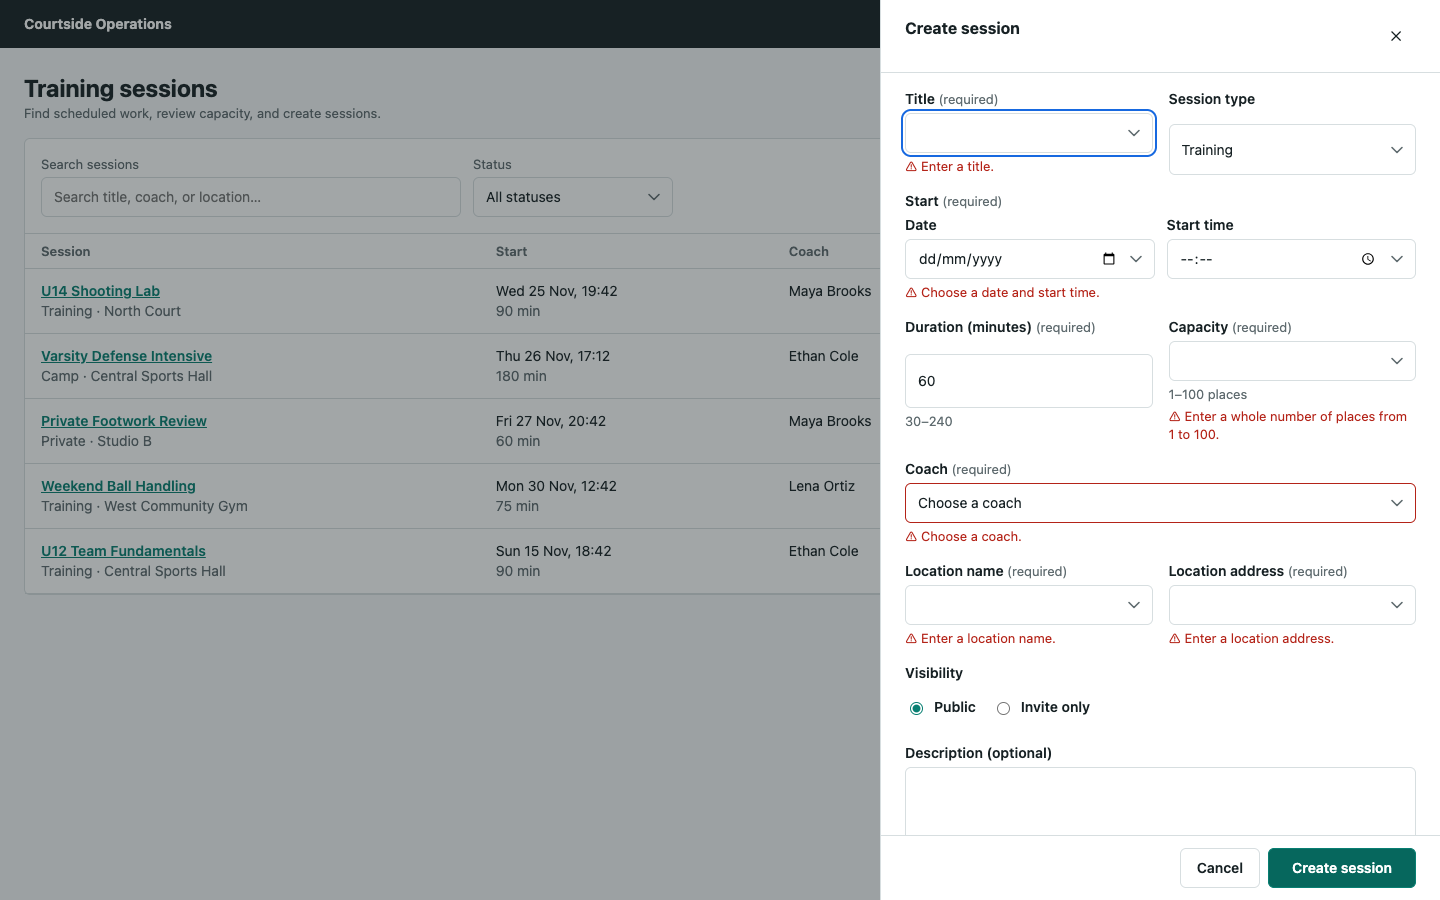 Courtside Operations
Training sessions
Find scheduled work, review capacity, and create sessions.
Search sessions
Status
Search title, coach, or location...
All statuses
Session
Start
Coach
U14 Shooting Lab
Wed 25 Nov, 19:42
Maya Brooks
Training · North Court
90 min
Varsity Defense Intensive
Thu 26 Nov, 17:12
Ethan Cole
Camp · Central Sports Hall
180 min
Private Footwork Review
Fri 27 Nov, 20:42
Maya Brooks
Private · Studio B
60 min
Weekend Ball Handling
Mon 30 Nov, 12:42
Lena Ortiz
Training · West Community Gym
75 min
U12 Team Fundamentals
Sun 15 Nov, 18:42
Ethan Cole
Training · Central Sports Hall
90 min
Create session
Title (required)
Session type
Training
Enter a title.
Start (required)
Date
Start time
dd/mm/yyyy
--:--
Choose a date and start time.
Duration (minutes) (required)
Capacity (required)
60
30–240
1–100 places
Enter a whole number of places from
1 to 100.
Coach (required)
Choose a coach
Choose a coach.
Location name (required)
Location address (required)
Enter a location name.
Enter a location address.
Visibility
Public
Invite only
Description (optional)
Cancel
Create session